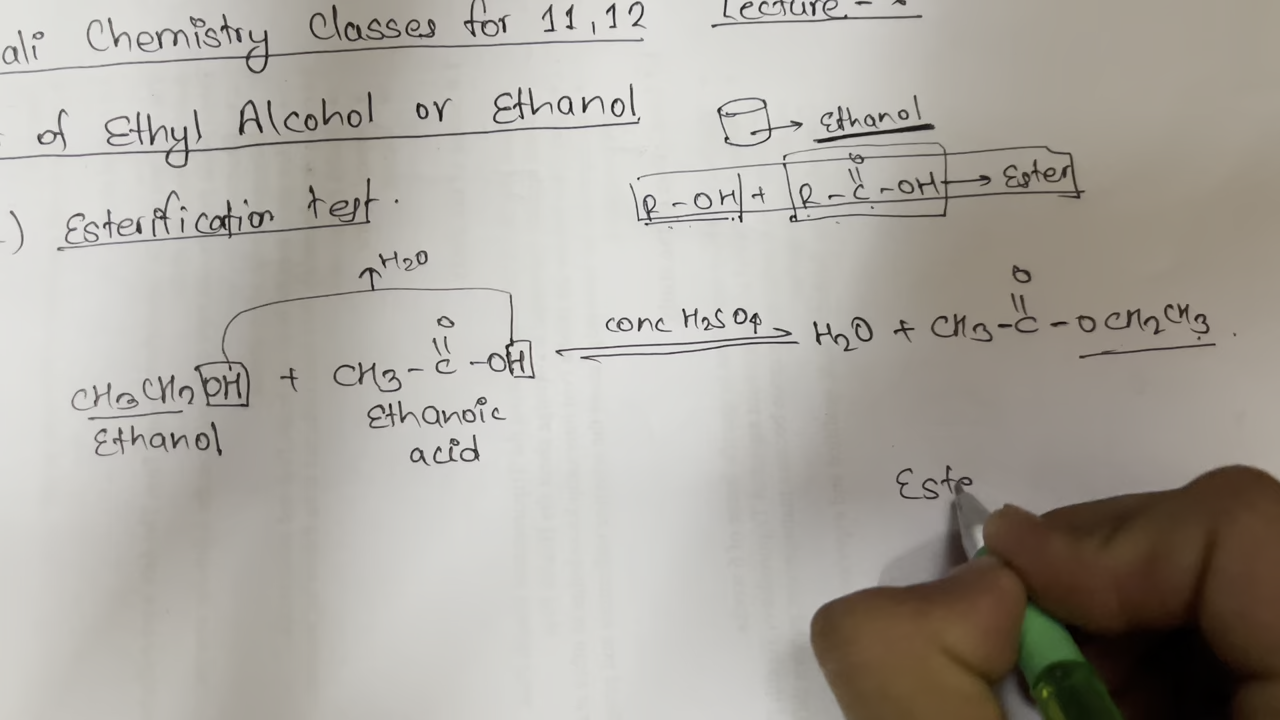 ali Chemistry Classes for 11,12 Lecture -
of Ethyl Alcohol or Ethanol
→ Ethanol
O
R-OH + R-C-OH → Ester
) Esterification test.
↑H2O
O
CH3CH2OH + CH3-C-OH
conc H2SO4
O
H2O + CH3-C-OCH2CH3.
Ethanol
Ethanoic
acid
Este